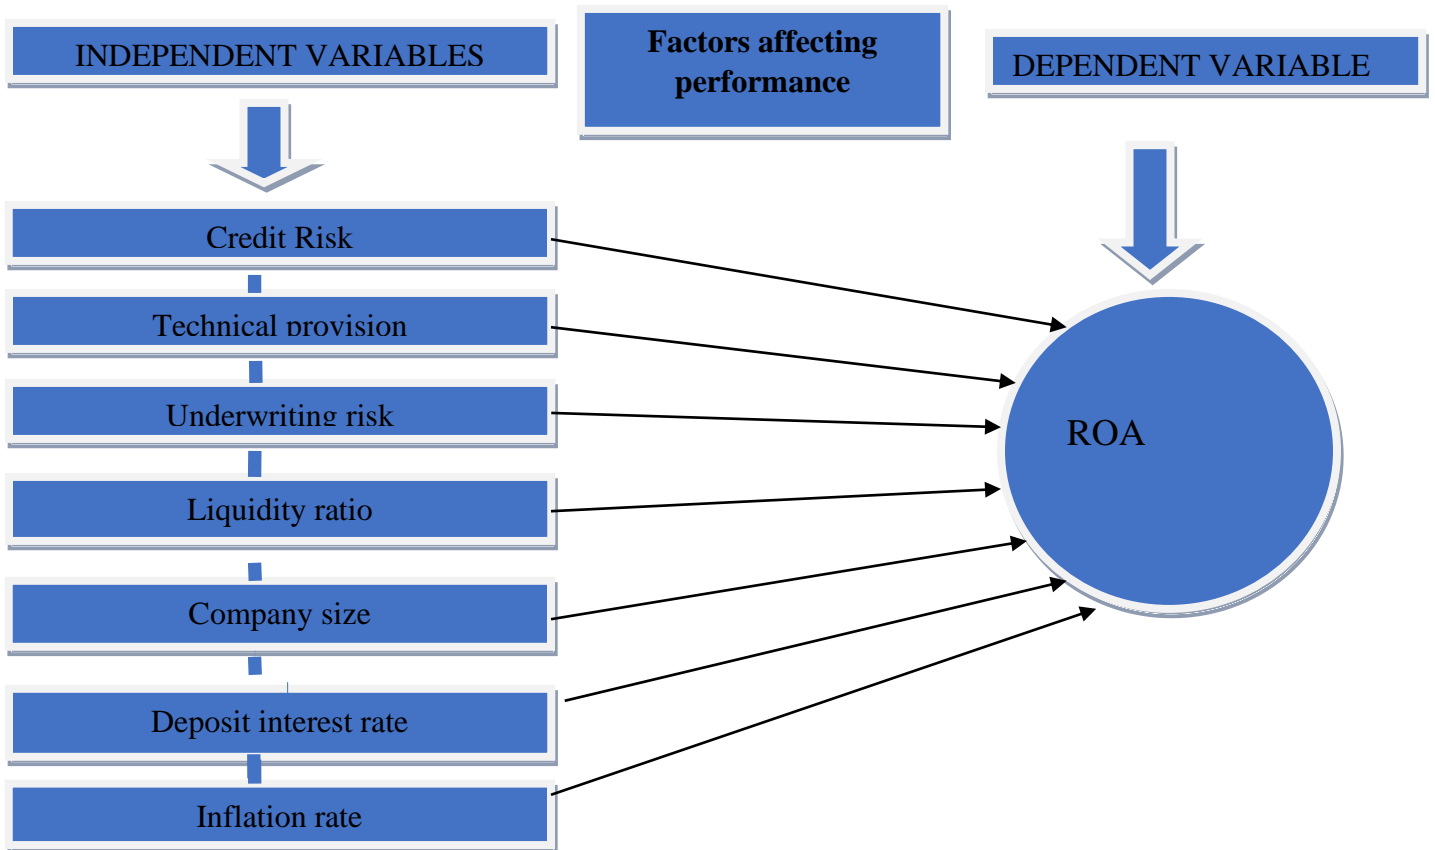 INDEPENDENT VARIABLES
Factors affecting
performance
DEPENDENT VARIABLE
Credit Risk
Technical provision
Underwriting risk
Liquidity ratio
Company size
Deposit interest rate
Inflation rate
ROA